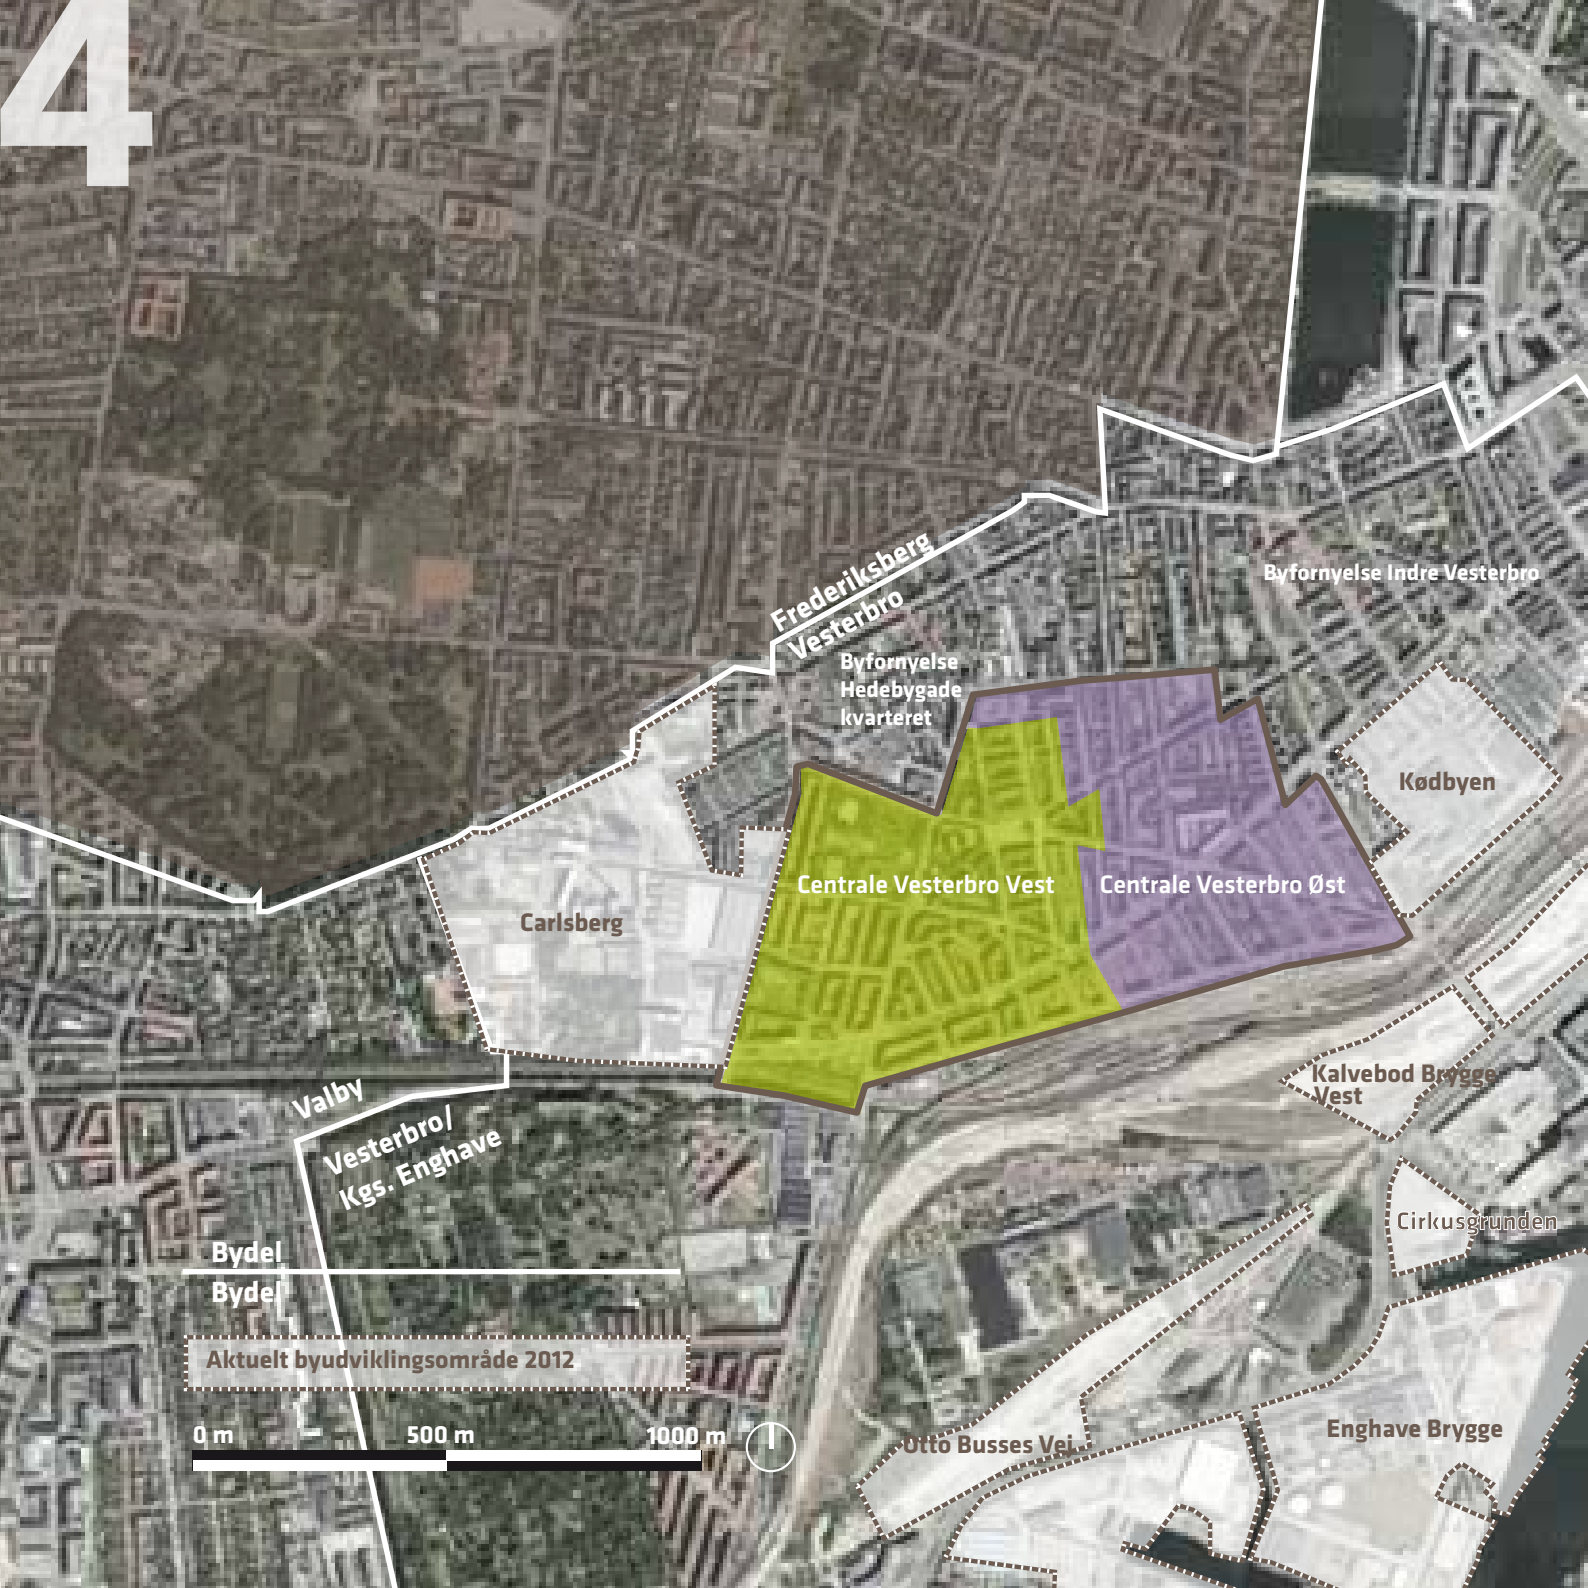 4
Frederiksberg
Vesterbro
Byfornyelse Indre Vesterbro
Byfornyelse
Hedebygade
kvarteret
Kødbyen
Centrale Vesterbro Vest
Centrale Vesterbro Øst
Carlsberg
Kalvebod Brygge
Vest
Valby
Vesterbro/
Kgs. Enghave
Cirkusgrunden
Bydel
Bydel
Aktuelt byudviklingsområde 2012
0 m 500 m 1000 m
Otto Busses Vej
Enghave Brygge